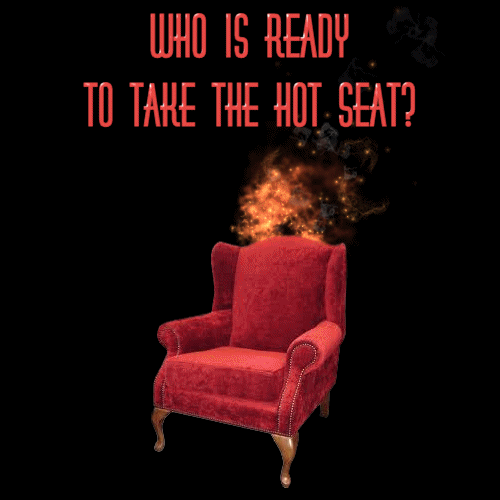 WHO IS READY
TO TAKE THE HOT SEAT?